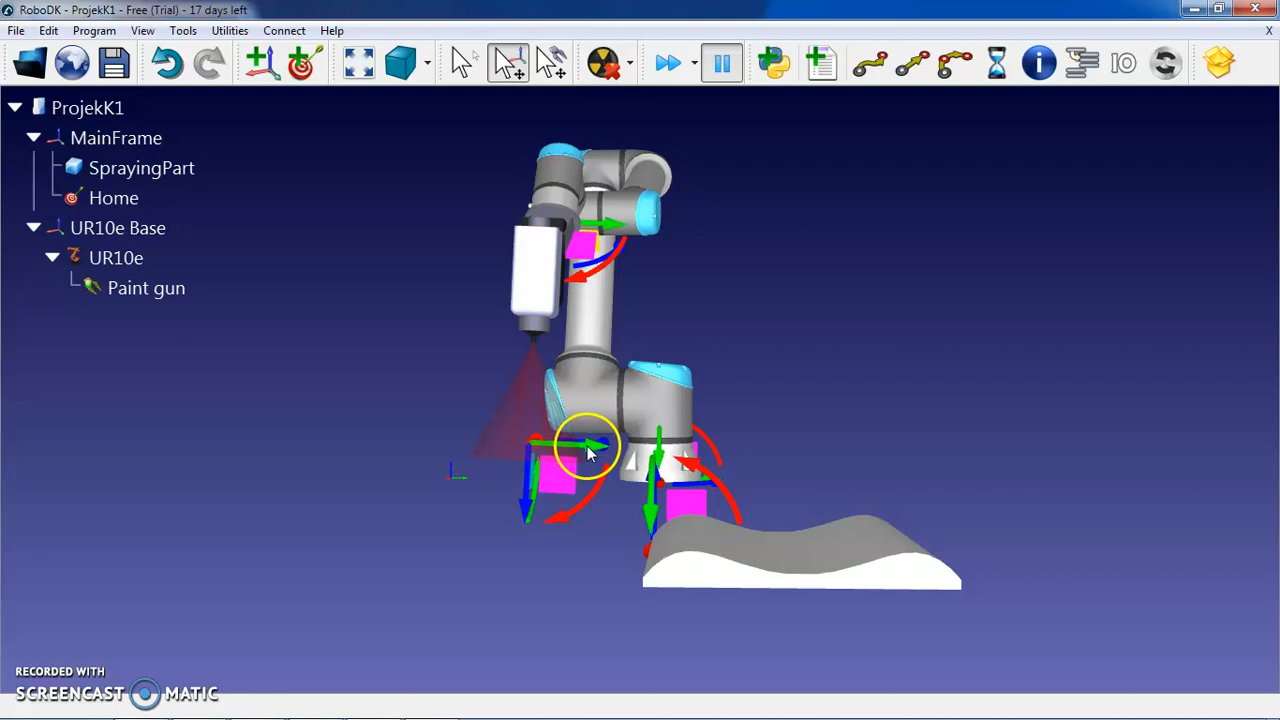 RoboDK - ProjekK1 - Free (Trial) - 17 days left
File Edit Program View Tools Utilities Connect Help X
IO
ProjekK1
MainFrame
SprayingPart
Home
UR10e Base
UR10e
Paint gun
RECORDED WITH
SCREENCAST MATIC